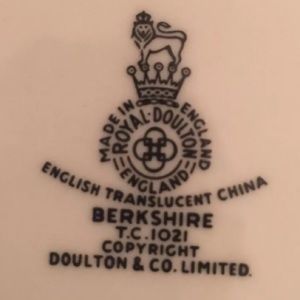 MADE IN ENGLAND
ROYAL·DOULTON
ENGLAND
ENGLISH TRANSLUCENT CHINA
BERKSHIRE
T.C.1021
COPYRIGHT
DOULTON & CO. LIMITED.